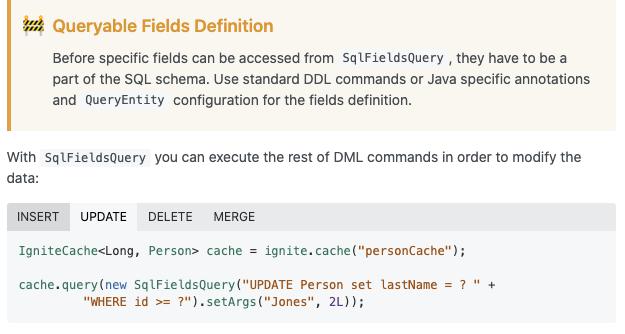 🚧 Queryable Fields Definition
Before specific fields can be accessed from SqlFieldsQuery , they have to be a
part of the SQL schema. Use standard DDL commands or Java specific annotations
and QueryEntity configuration for the fields definition.
With SqlFieldsQuery you can execute the rest of DML commands in order to modify the
data:
INSERT UPDATE DELETE MERGE
IgniteCache<Long, Person> cache = ignite.cache("personCache");
cache.query(new SqlFieldsQuery("UPDATE Person set lastName = ? " +
"WHERE id >= ?").setArgs("Jones", 2L));